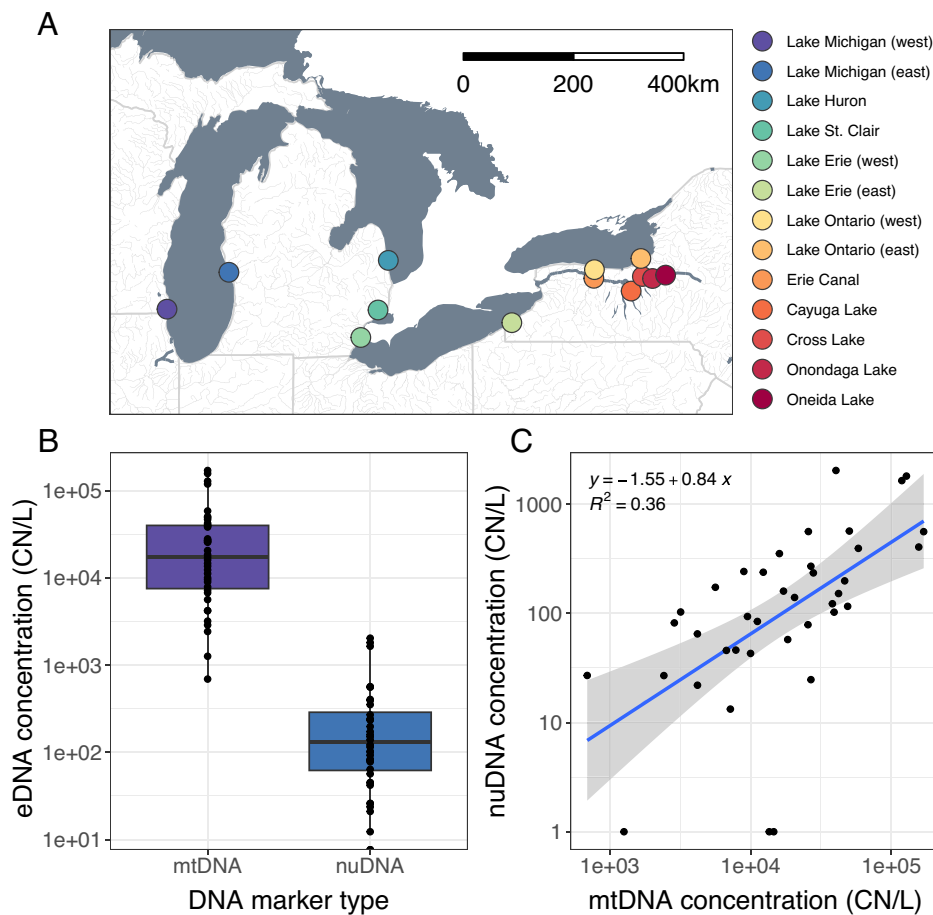 A
0 200 400km
Lake Michigan (west)
Lake Michigan (east)
Lake Huron
Lake St. Clair
Lake Erie (west)
Lake Erie (east)
Lake Ontario (west)
Lake Ontario (east)
Erie Canal
Cayuga Lake
Cross Lake
Onondaga Lake
Oneida Lake
B
eDNA concentration (CN/L)
1e+05
1e+04
1e+03
1e+02
1e+01
mtDNA nuDNA
DNA marker type
C
nuDNA concentration (CN/L)
y = −1.55 + 0.84 x
R² = 0.36
1000
100
10
1
1e+03 1e+04 1e+05
mtDNA concentration (CN/L)